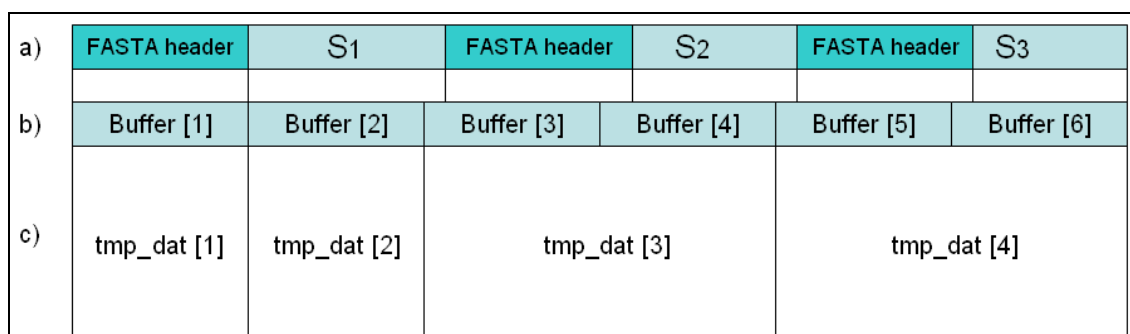 a) FASTA header S1 FASTA header S2 FASTA header S3
b) Buffer [1] Buffer [2] Buffer [3] Buffer [4] Buffer [5] Buffer [6]
c) tmp_dat [1] tmp_dat [2] tmp_dat [3] tmp_dat [4]